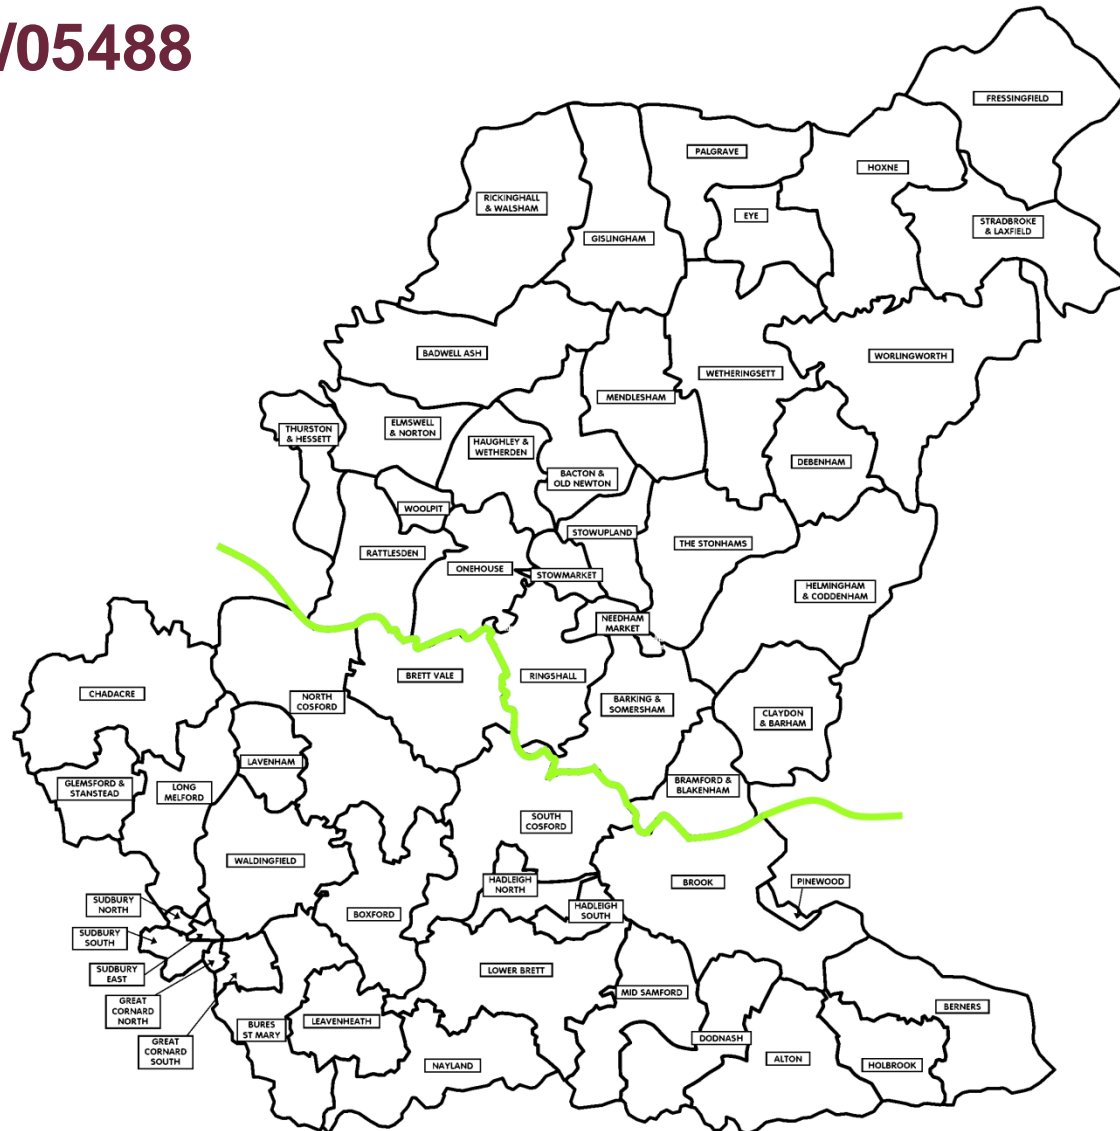 /05488
FRESSINGFIELD
PALGRAVE
HOXNE
RICKINGHALL
& WALSHAM
EYE
STRADBROKE
& LAXFIELD
GISLINGHAM
BADWELL ASH
WORLINGWORTH
WETHERINGSETT
MENDLESHAM
THURSTON
& HESSETT
ELMSWELL
& NORTON
HAUGHLEY &
WETHERDEN
DEBENHAM
BACTON &
OLD NEWTON
WOOLPIT
STOWUPLAND
THE STONHAMS
RATTLESDEN
ONEHOUSE
STOWMARKET
HELMINGHAM
& CODDENHAM
NEEDHAM
MARKET
BRETT VALE
RINGSHALL
CHADACRE
NORTH
COSFORD
BARKING &
SOMERSHAM
CLAYDON
& BARHAM
LAVENHAM
GLEMSFORD &
STANSTEAD
LONG
MELFORD
BRAMFORD &
BLAKENHAM
SOUTH
COSFORD
WALDINGFIELD
HADLEIGH
NORTH
BROOK
PINEWOOD
SUDBURY
NORTH
BOXFORD
HADLEIGH
SOUTH
SUDBURY
SOUTH
SUDBURY
EAST
LOWER BRETT
MID SAMFORD
BERNERS
GREAT
CORNARD
NORTH
BURES
ST MARY
LEAVENHEATH
DODNASH
GREAT
CORNARD
SOUTH
NAYLAND
ALTON
HOLBROOK